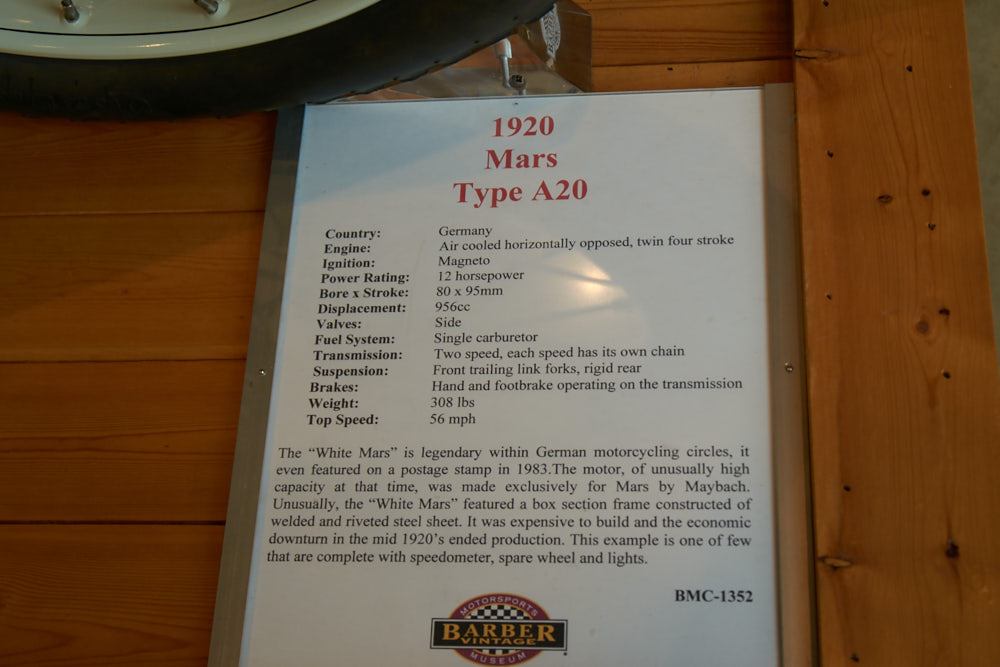 1920
Mars
Type A20
Country: Germany
Engine: Air cooled horizontally opposed, twin four stroke
Ignition: Magneto
Power Rating: 12 horsepower
Bore x Stroke: 80 x 95mm
Displacement: 956cc
Valves: Side
Fuel System: Single carburetor
Transmission: Two speed, each speed has its own chain
Suspension: Front trailing link forks, rigid rear
Brakes: Hand and footbrake operating on the transmission
Weight: 308 lbs
Top Speed: 56 mph
The “White Mars” is legendary within German motorcycling circles, it
even featured on a postage stamp in 1983.The motor, of unusually high
capacity at that time, was made exclusively for Mars by Maybach.
Unusually, the “White Mars” featured a box section frame constructed of
welded and riveted steel sheet. It was expensive to build and the economic
downturn in the mid 1920’s ended production. This example is one of few
that are complete with speedometer, spare wheel and lights.
BMC-1352
MOTORSPORTS
BARBER
VINTAGE
MUSEUM